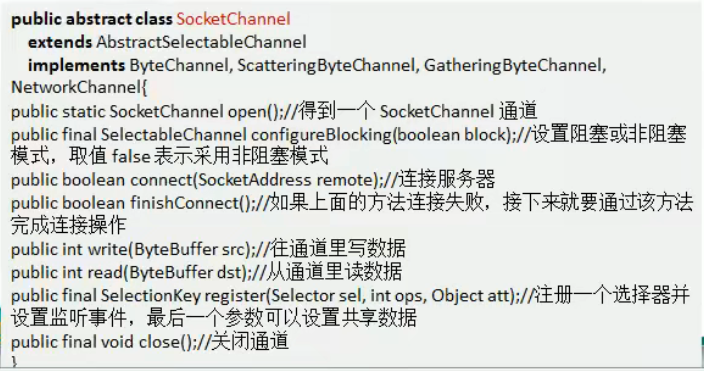 public abstract class SocketChannel
extends AbstractSelectableChannel
implements ByteChannel, ScatteringByteChannel, GatheringByteChannel,
NetworkChannel{
public static SocketChannel open();//得到一个 SocketChannel 通道
public final SelectableChannel configureBlocking(boolean block);//设置阻塞或非阻塞
模式，取值 false 表示采用非阻塞模式
public boolean connect(SocketAddress remote);//连接服务器
public boolean finishConnect();//如果上面的方法连接失败，接下来就要通过该方法
完成连接操作
public int write(ByteBuffer src);//往通道里写数据
public int read(ByteBuffer dst);//从通道里读数据
public final SelectionKey register(Selector sel, int ops, Object att);//注册一个选择器并
设置监听事件，最后一个参数可以设置共享数据
public final void close();//关闭通道
}